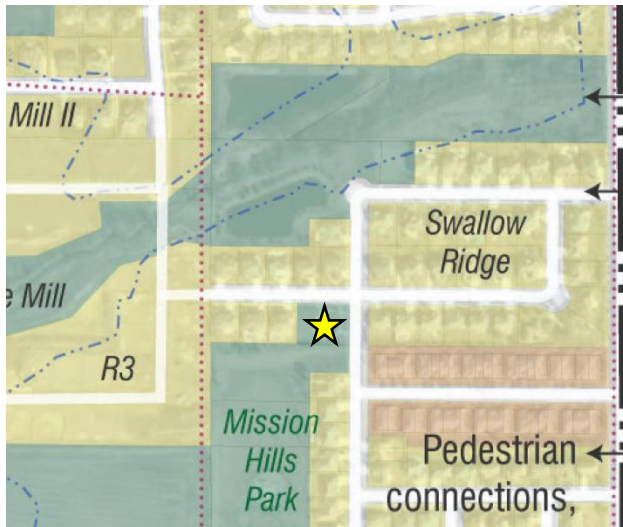 Mill II
Swallow
Ridge
e Mill
R3
Mission
Hills
Park
Pedestrian
connections,